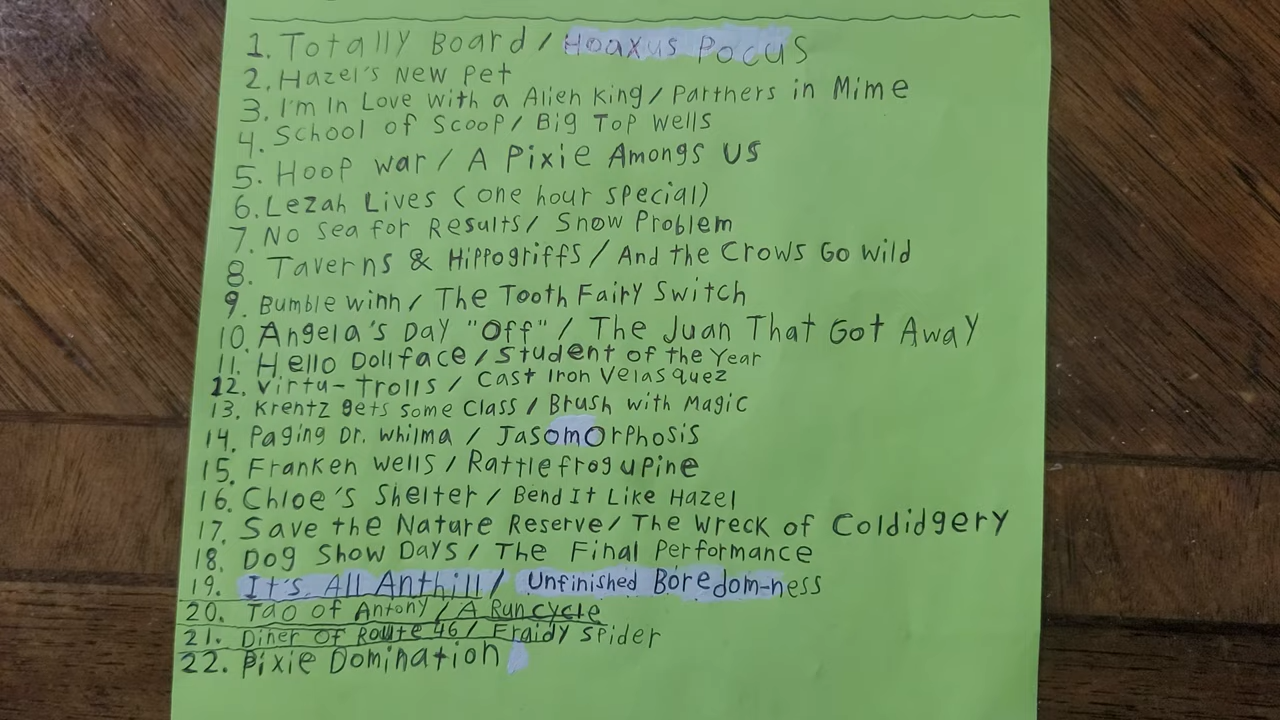 1. Totally Board / Hoaxus Pocus
2. Hazel's New Pet
3. I'm In Love with a Alien King / Partners in Mime
4. School of Scoop / Big Top Wells
5. Hoop war / A Pixie Amongs US
6. Lezah Lives (one hour special)
7. No Sea for Results / Snow Problem
8. Taverns & Hippogriffs / And the Crows Go Wild
9. Bumble winn / The Tooth Fairy Switch
10. Angela's Day "Off" / The Juan That Got Away
11. Hello Dollface / Student of the Year
12. Virtu-Trolls / Cast Iron Velasquez
13. Krentz gets some Class / Brush with Magic
14. Paging Dr. Whilma / Jasomorphosis
15. Franken wells / Rattlefrogupine
16. Chloe's Shelter / Bend It Like Hazel
17. Save the Nature Reserve / The Wreck of Coldidgery
18. Dog Show Days / The Final Performance
19. It's All Anthill / Unfinished Boredom-ness
20. Tao of Antony / A Run cycle
21. Diner Of Route 46 / Fraidy Spider
22. Pixie Domination